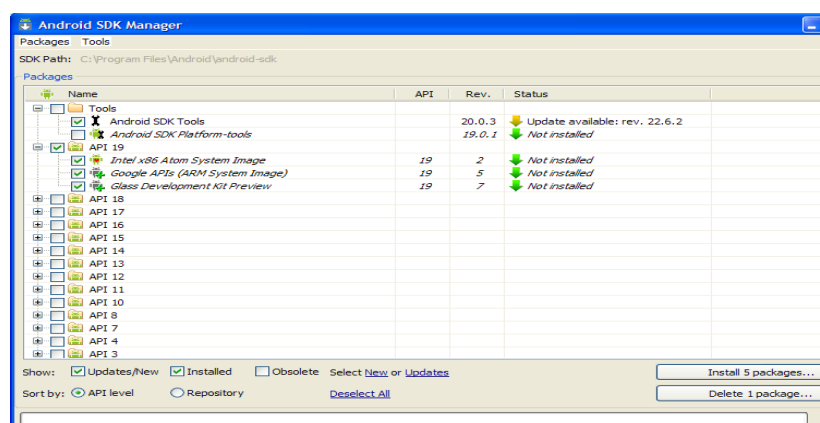 Android SDK Manager
Packages Tools
SDK Path: C:\Program Files\Android\android-sdk
Packages
Name API Rev. Status
Tools
Android SDK Tools 20.0.3 Update available: rev. 22.6.2
Android SDK Platform-tools 19.0.1 Not installed
API 19
Intel x86 Atom System Image 19 2 Not installed
Google APIs (ARM System Image) 19 5 Not installed
Glass Development Kit Preview 19 7 Not installed
API 18
API 17
API 16
API 15
API 14
API 13
API 12
API 11
API 10
API 8
API 7
API 4
API 3
Show: Updates/New Installed Obsolete Select New or Updates Install 5 packages...
Sort by: API level Repository Deselect All Delete 1 package...